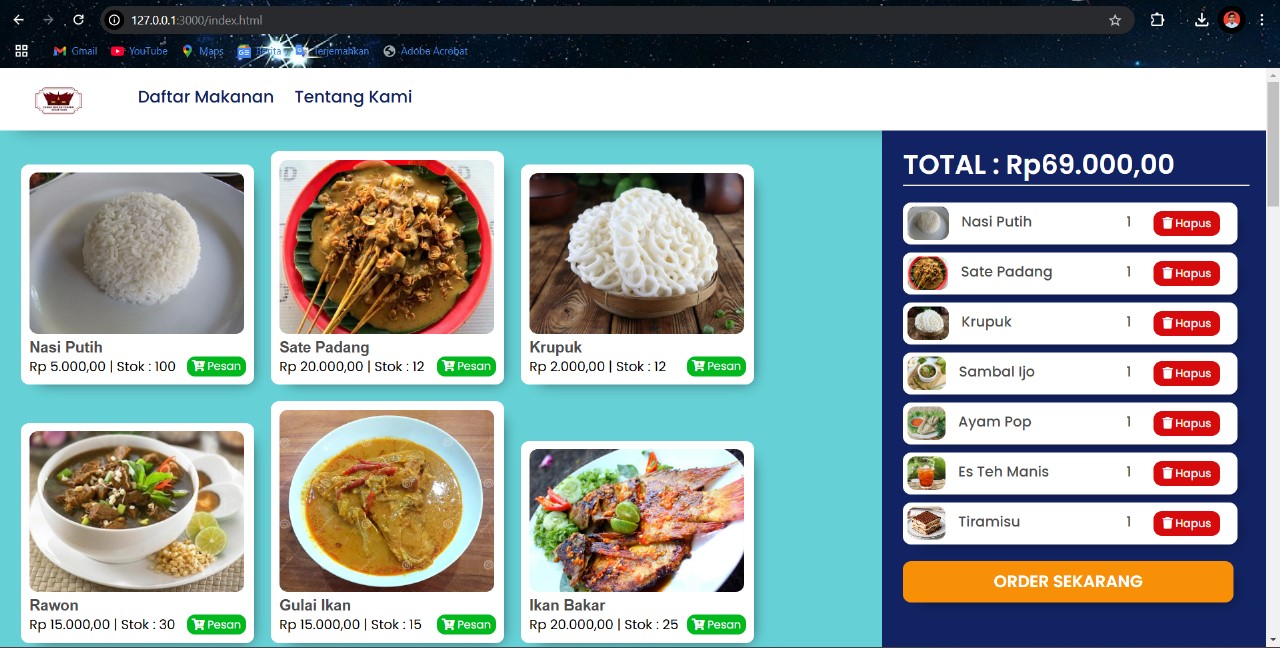 127.0.0.1:3000/index.html
Gmail YouTube Maps Berita Terjemahkan Adobe Acrobat
Daftar Makanan Tentang Kami
Nasi Putih
Rp 5.000,00 | Stok : 100 Pesan
Sate Padang
Rp 20.000,00 | Stok : 12 Pesan
Krupuk
Rp 2.000,00 | Stok : 12 Pesan
Rawon
Rp 15.000,00 | Stok : 30 Pesan
Gulai Ikan
Rp 15.000,00 | Stok : 15 Pesan
Ikan Bakar
Rp 20.000,00 | Stok : 25 Pesan
TOTAL : Rp69.000,00
Nasi Putih 1 Hapus
Sate Padang 1 Hapus
Krupuk 1 Hapus
Sambal Ijo 1 Hapus
Ayam Pop 1 Hapus
Es Teh Manis 1 Hapus
Tiramisu 1 Hapus
ORDER SEKARANG